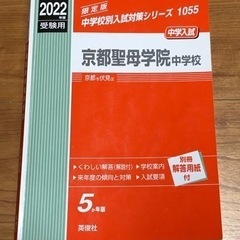 2022
年度
受験用
限定版
中学校別入試対策シリーズ 1055
中学入試
京都聖母学院中学校
京都市伏見区
•くわしい解答(解説付) •学校案内
•来年度の傾向と対策 •入試要項
別冊
解答用紙
付
5ヵ年版
英俊社